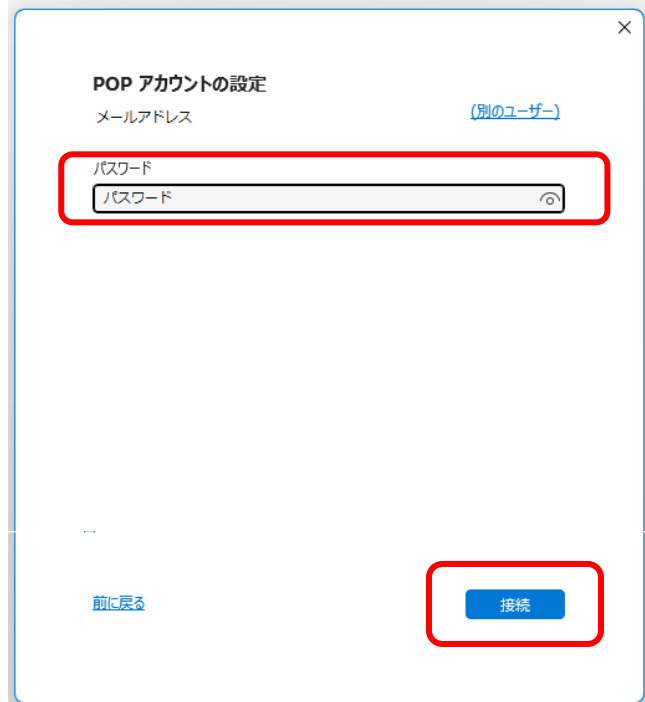 POP アカウントの設定
メールアドレス
(別のユーザー)
パスワード
パスワード
前に戻る
接続